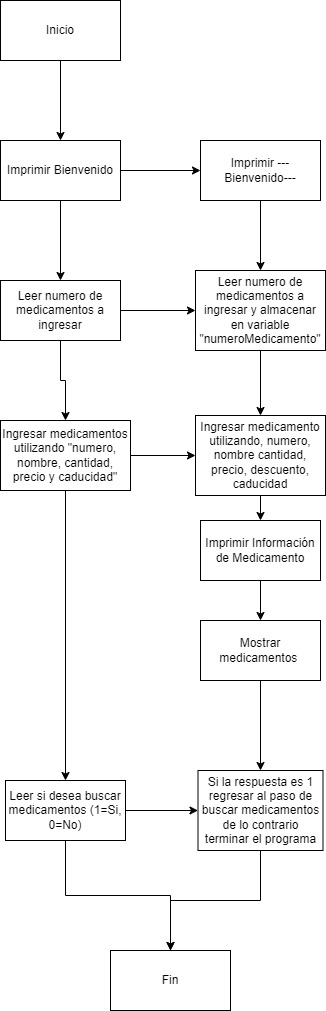 Inicio
Imprimir Bienvenido
Imprimir ---
Bienvenido---
Leer numero de
medicamentos a
ingresar
Leer numero de
medicamentos a
ingresar y almacenar
en variable
"numeroMedicamento"
Ingresar medicamentos
utilizando "numero,
nombre, cantidad,
precio y caducidad"
Ingresar medicamento
utilizando, numero,
nombre cantidad,
precio, descuento,
caducidad
Imprimir Información
de Medicamento
Mostrar
medicamentos
Leer si desea buscar
medicamentos (1=Si,
0=No)
Si la respuesta es 1
regresar al paso de
buscar medicamentos
de lo contrario
terminar el programa
Fin